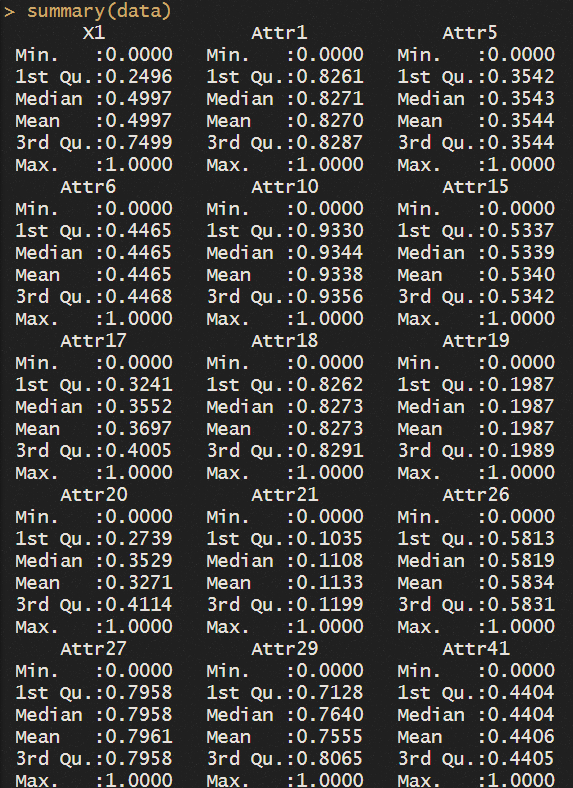 > summary(data)
X1 Attr1 Attr5
Min. :0.0000 Min. :0.0000 Min. :0.0000
1st Qu.:0.2496 1st Qu.:0.8261 1st Qu.:0.3542
Median :0.4997 Median :0.8271 Median :0.3543
Mean :0.4997 Mean :0.8270 Mean :0.3544
3rd Qu.:0.7499 3rd Qu.:0.8287 3rd Qu.:0.3544
Max. :1.0000 Max. :1.0000 Max. :1.0000
Attr6 Attr10 Attr15
Min. :0.0000 Min. :0.0000 Min. :0.0000
1st Qu.:0.4465 1st Qu.:0.9330 1st Qu.:0.5337
Median :0.4465 Median :0.9344 Median :0.5339
Mean :0.4465 Mean :0.9338 Mean :0.5340
3rd Qu.:0.4468 3rd Qu.:0.9356 3rd Qu.:0.5342
Max. :1.0000 Max. :1.0000 Max. :1.0000
Attr17 Attr18 Attr19
Min. :0.0000 Min. :0.0000 Min. :0.0000
1st Qu.:0.3241 1st Qu.:0.8262 1st Qu.:0.1987
Median :0.3552 Median :0.8273 Median :0.1987
Mean :0.3697 Mean :0.8273 Mean :0.1987
3rd Qu.:0.4005 3rd Qu.:0.8291 3rd Qu.:0.1989
Max. :1.0000 Max. :1.0000 Max. :1.0000
Attr20 Attr21 Attr26
Min. :0.0000 Min. :0.0000 Min. :0.0000
1st Qu.:0.2739 1st Qu.:0.1035 1st Qu.:0.5813
Median :0.3529 Median :0.1108 Median :0.5819
Mean :0.3271 Mean :0.1133 Mean :0.5834
3rd Qu.:0.4114 3rd Qu.:0.1199 3rd Qu.:0.5831
Max. :1.0000 Max. :1.0000 Max. :1.0000
Attr27 Attr29 Attr41
Min. :0.0000 Min. :0.0000 Min. :0.0000
1st Qu.:0.7958 1st Qu.:0.7128 1st Qu.:0.4404
Median :0.7958 Median :0.7640 Median :0.4404
Mean :0.7961 Mean :0.7555 Mean :0.4406
3rd Qu.:0.7958 3rd Qu.:0.8065 3rd Qu.:0.4405
Max. :1.0000 Max. :1.0000 Max. :1.0000